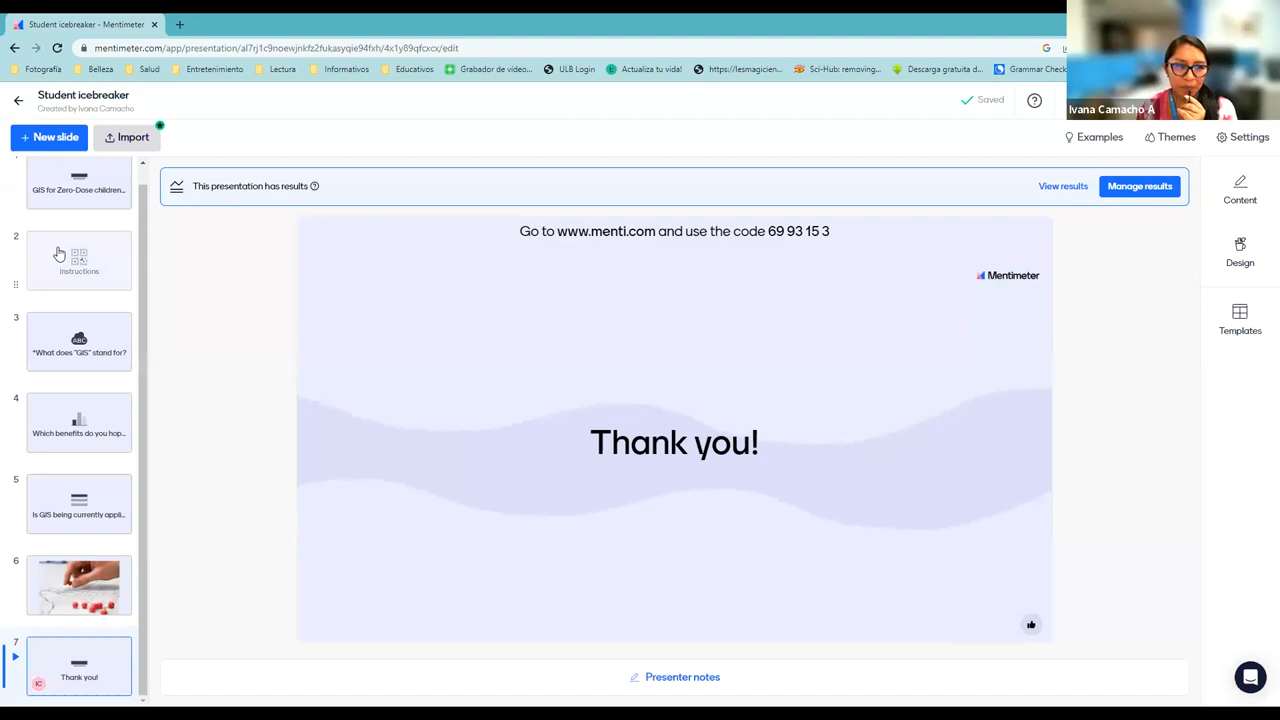 Student icebreaker - Mentimeter
mentimeter.com/app/presentation/al7rj1c9noewjnkfz2fukasyqie94fxh/4x1y89qfcxcx/edit
Fotografía
Belleza
Salud
Entretenimiento
Lectura
Informativos
Educativos
Grabador de vídeo...
ULB Login
Actualiza tu vida!
https://lesmagicien...
Sci-Hub: removing...
Descarga gratuita d...
Grammar Check
Ivana Camacho A
Student icebreaker
Created by Ivana Camacho
Saved
+ New slide
Import
Examples
Themes
Settings
GIS for Zero-Dose children...
2
Instructions
3
ABC
*What does "GIS" stand for?
4
Which benefits do you hop...
5
Is GIS being currently appli...
6
7
IC
Thank you!
This presentation has results
View results
Manage results
Go to www.menti.com and use the code 69 93 15 3
Mentimeter
Thank you!
Presenter notes
Content
Design
Templates